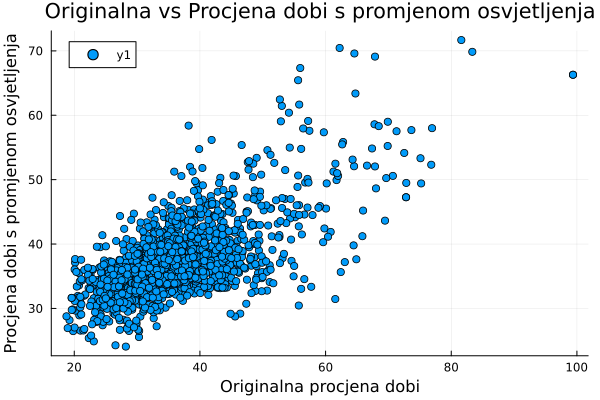 Originalna vs Procjena dobi s promjenom osvjetljenja
y1
Procjena dobi s promjenom osvjetljenja
70
60
50
40
30
20
40
60
80
100
Originalna procjena dobi